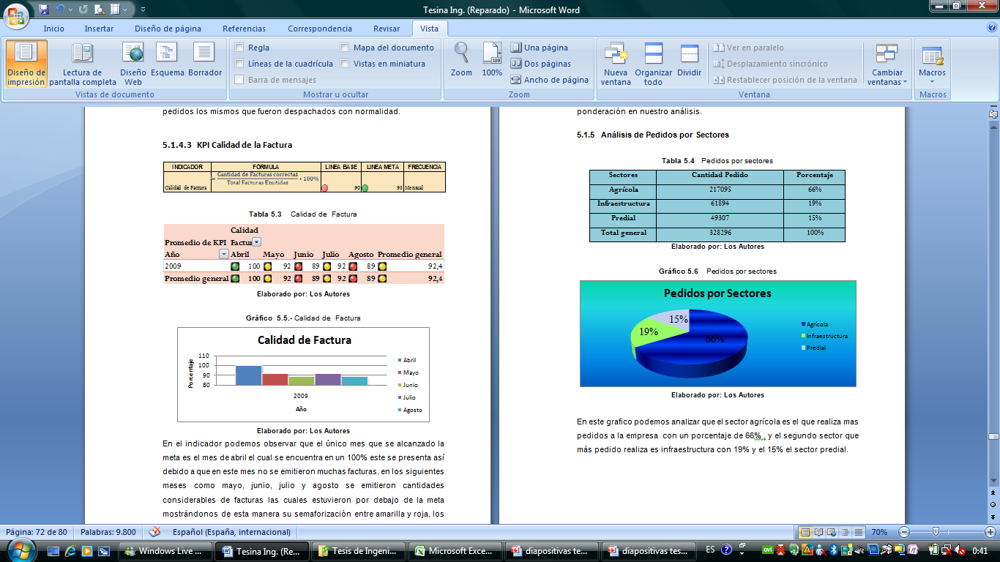 Tesina Ing. (Reparado) - Microsoft Word
Inicio Insertar Diseño de página Referencias Correspondencia Revisar Vista
Diseño de impresión
Lectura de pantalla completa
Diseño Web
Esquema
Borrador
Vistas de documento
Regla
Líneas de la cuadrícula
Barra de mensajes
Mapa del documento
Vistas en miniatura
Mostrar u ocultar
Zoom
100%
Una página
Dos páginas
Ancho de página
Zoom
Nueva ventana
Organizar todo
Dividir
Ver en paralelo
Desplazamiento sincrónico
Restablecer posición de la ventana
Ventana
Cambiar ventanas
Macros
Macros
pedidos los mismos que fueron despachados con normalidad.
5.1.4.3 KPI Calidad de la Factura
INDICADOR FÓRMULA LINEA BASE LINEA META FRECUENCIA
Calidad de Factura = Cantidad de Facturas correctas / Total Facturas Emitidas * 100% 90 95 Mensual
Tabla 5.3 Calidad de Factura
Calidad
Promedio de KPI Factur
Año Abril Mayo Junio Julio Agosto Promedio general
2009 100 92 89 92 89 92,4
Promedio general 100 92 89 92 89 92,4
Elaborado por: Los Autores
Gráfico 5.5.- Calidad de Factura
Calidad de Factura
Porcentaje
110
100
90
80
2009
Año
Abril
Mayo
Junio
Julio
Agosto
Elaborado por: Los Autores
En el indicador podemos observar que el único mes que se alcanzado la
meta es el mes de abril el cual se encuentra en un 100% este se presenta así
debido a que en este mes no se emitieron muchas facturas, en los siguientes
meses como mayo, junio, julio y agosto se emitieron cantidades
considerables de facturas las cuales estuvieron por debajo de la meta
mostrándonos de esta manera su semaforización entre amarilla y roja, los
ponderación en nuestro análisis.
5.1.5 Análisis de Pedidos por Sectores
Tabla 5.4 Pedidos por sectores
Sectores Cantidad Pedido Porcentaje
Agrícola 217095 66%
Infraestructura 61894 19%
Predial 49307 15%
Total general 328296 100%
Elaborado por: Los Autores
Gráfico 5.6 Pedidos por sectores
Pedidos por Sectores
15%
19%
66%
Agrícola
Infraestructura
Predial
Elaborado por: Los Autores
En este grafico podemos analizar que el sector agrícola es el que realiza mas
pedidos a la empresa con un porcentaje de 66%, y el segundo sector que
más pedido realiza es infraestructura con 19% y el 15% el sector predial.
Página: 72 de 80 Palabras: 9.800 Español (España, internacional) 70%
Windows Live ... Tesina Ing. (Re... Tesis de Ingeni... Microsoft Exce... diapositivas te... diapositivas tes... ES ovi 0:41